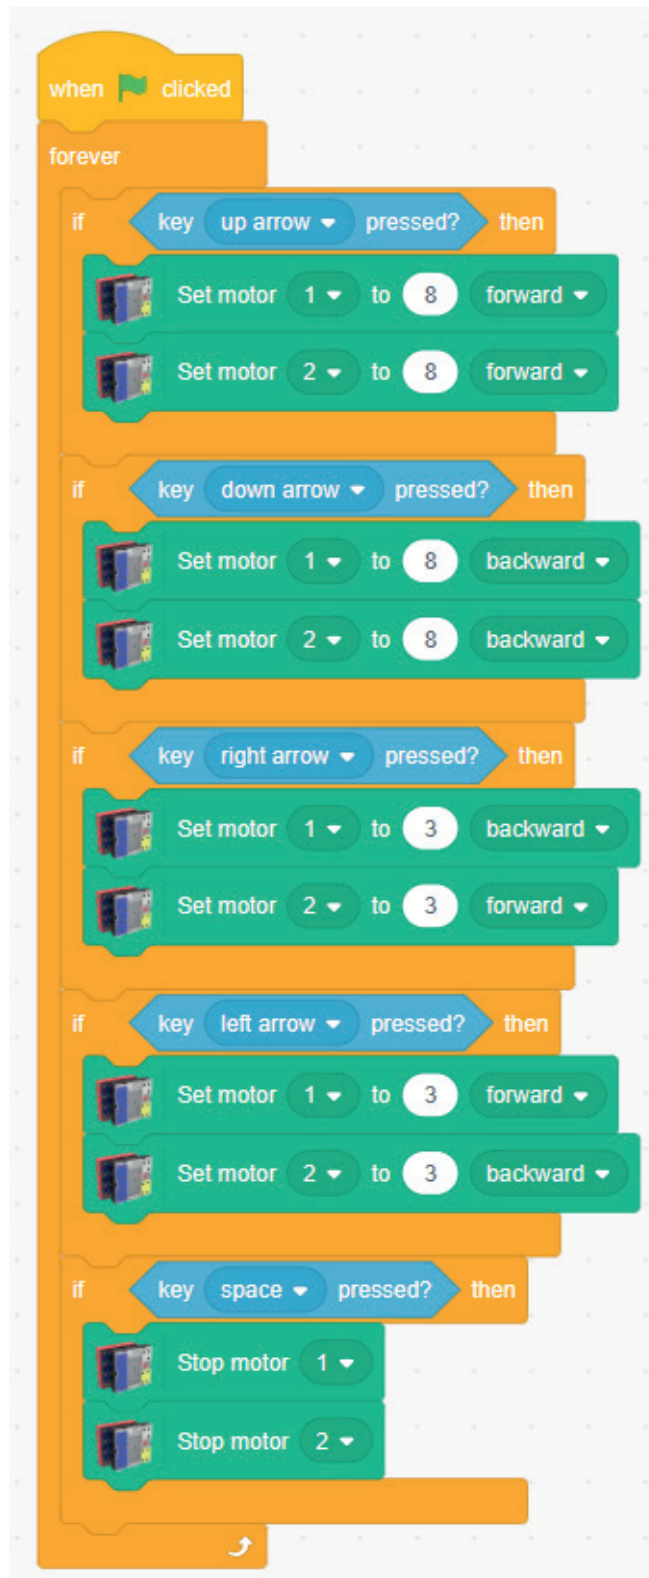 when clicked
forever
if key up arrow pressed? then
Set motor 1 to 8 forward
Set motor 2 to 8 forward
if key down arrow pressed? then
Set motor 1 to 8 backward
Set motor 2 to 8 backward
if key right arrow pressed? then
Set motor 1 to 3 backward
Set motor 2 to 3 forward
if key left arrow pressed? then
Set motor 1 to 3 forward
Set motor 2 to 3 backward
if key space pressed? then
Stop motor 1
Stop motor 2